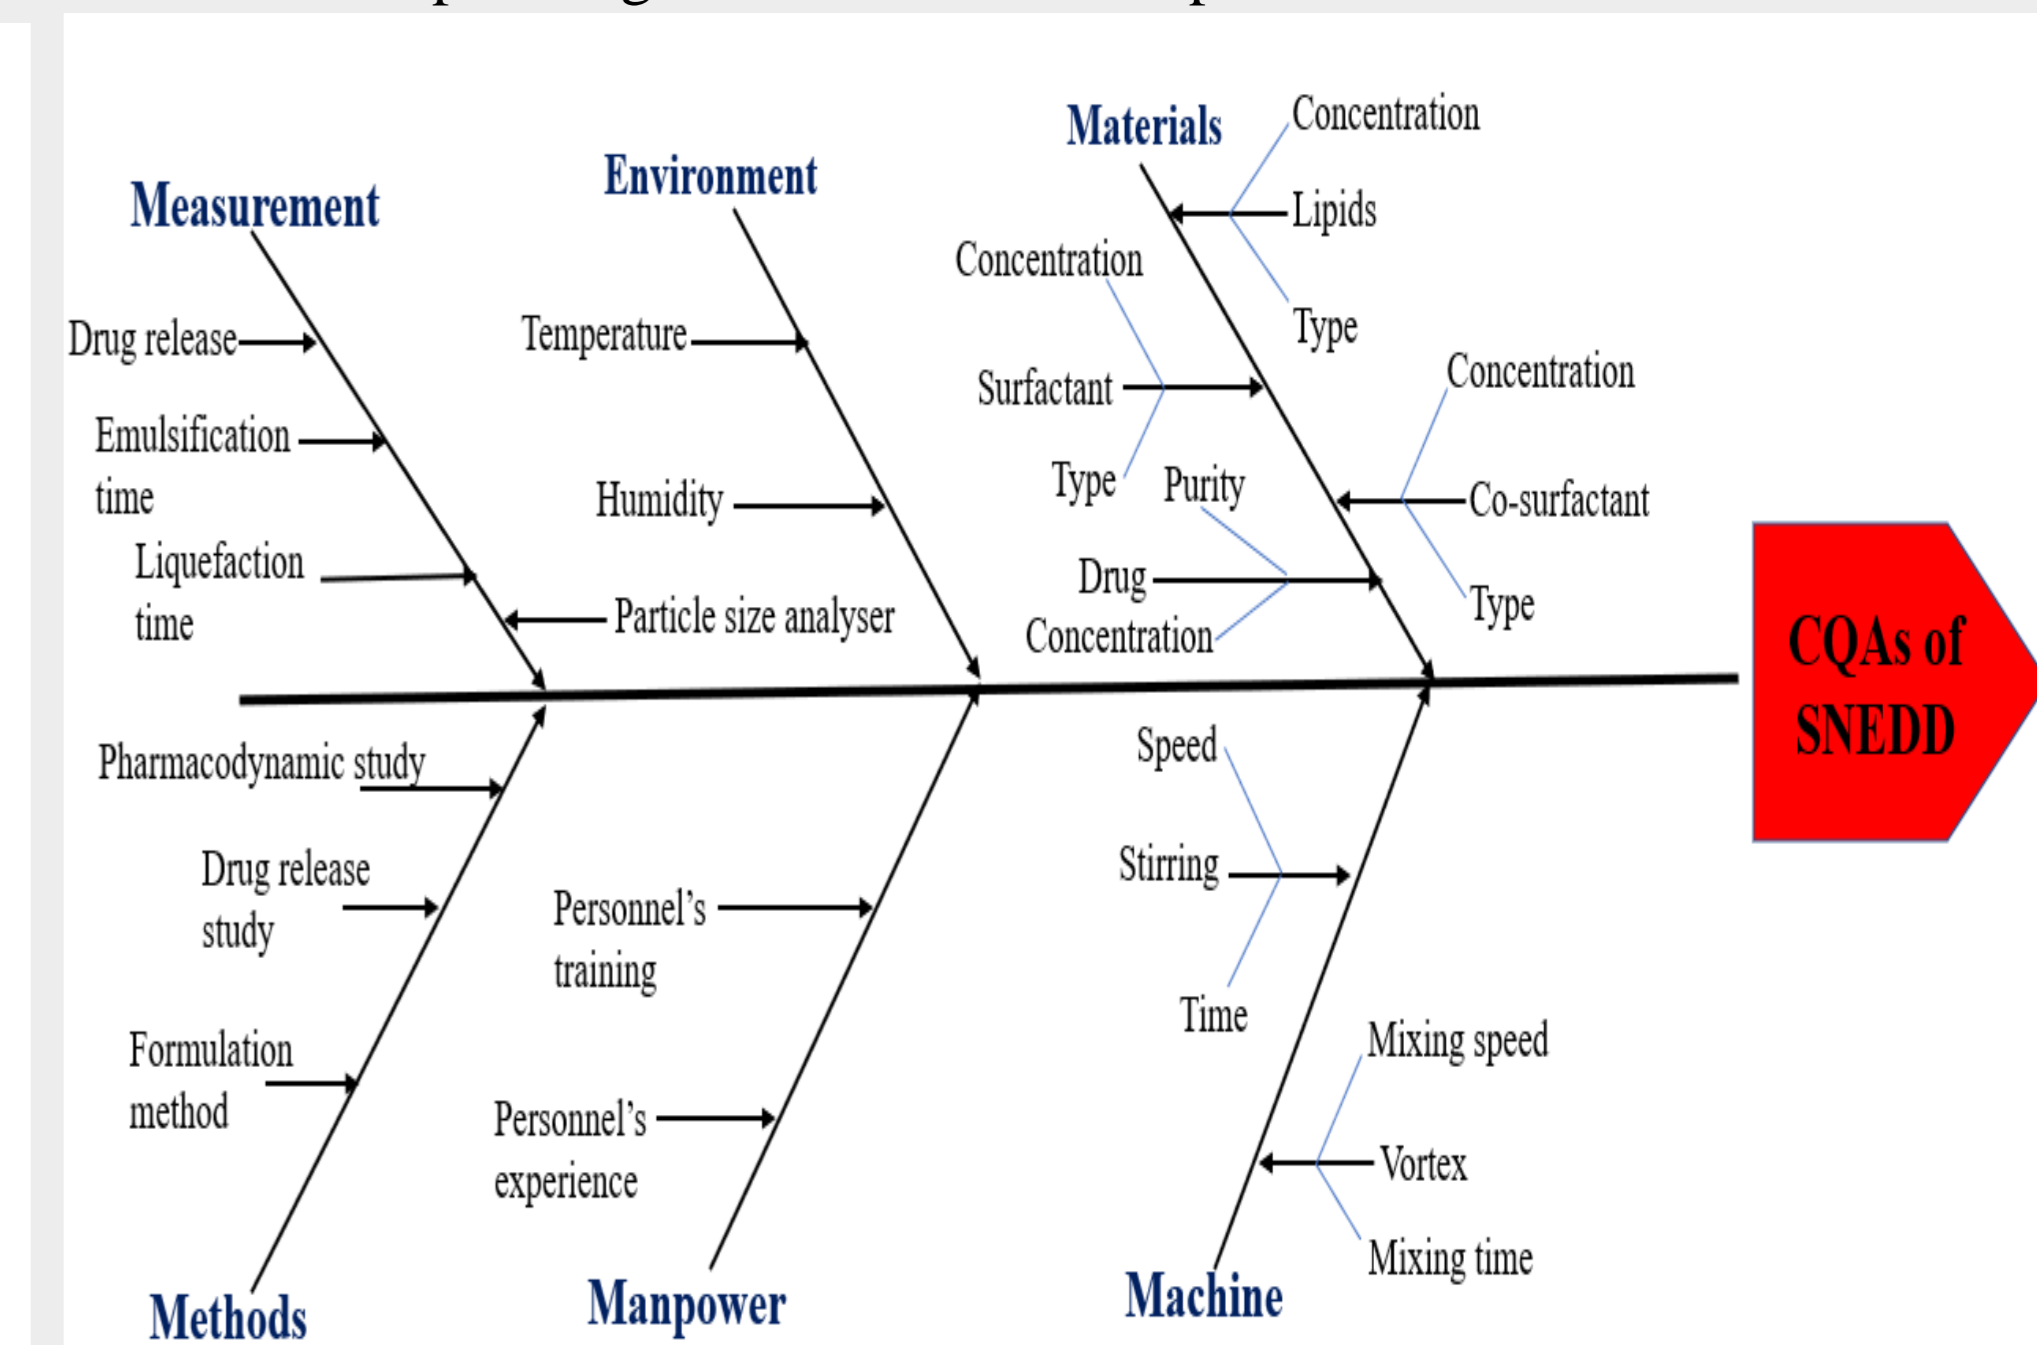 Materials
Concentration
Lipids
Type
Environment
Measurement
Concentration
Surfactant
Type
Temperature
Drug release
Concentration
Co-surfactant
Type
Emulsification
time
Humidity
Purity
Drug
Concentration
Liquefaction
time
Particle size analyser
CQAs of
SNEDD
Pharmacodynamic study
Speed
Stirring
Time
Drug release
study
Personnel’s
training
Formulation
method
Mixing speed
Vortex
Mixing time
Personnel’s
experience
Methods
Manpower
Machine